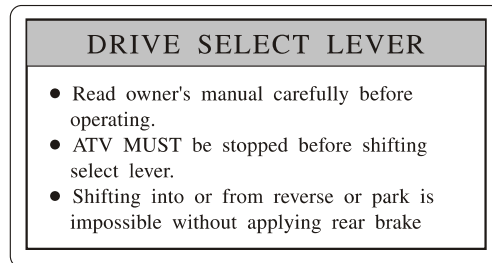 DRIVE SELECT LEVER
● Read owner's manual carefully before
operating.
● ATV MUST be stopped before shifting
select lever.
● Shifting into or from reverse or park is
impossible without applying rear brake